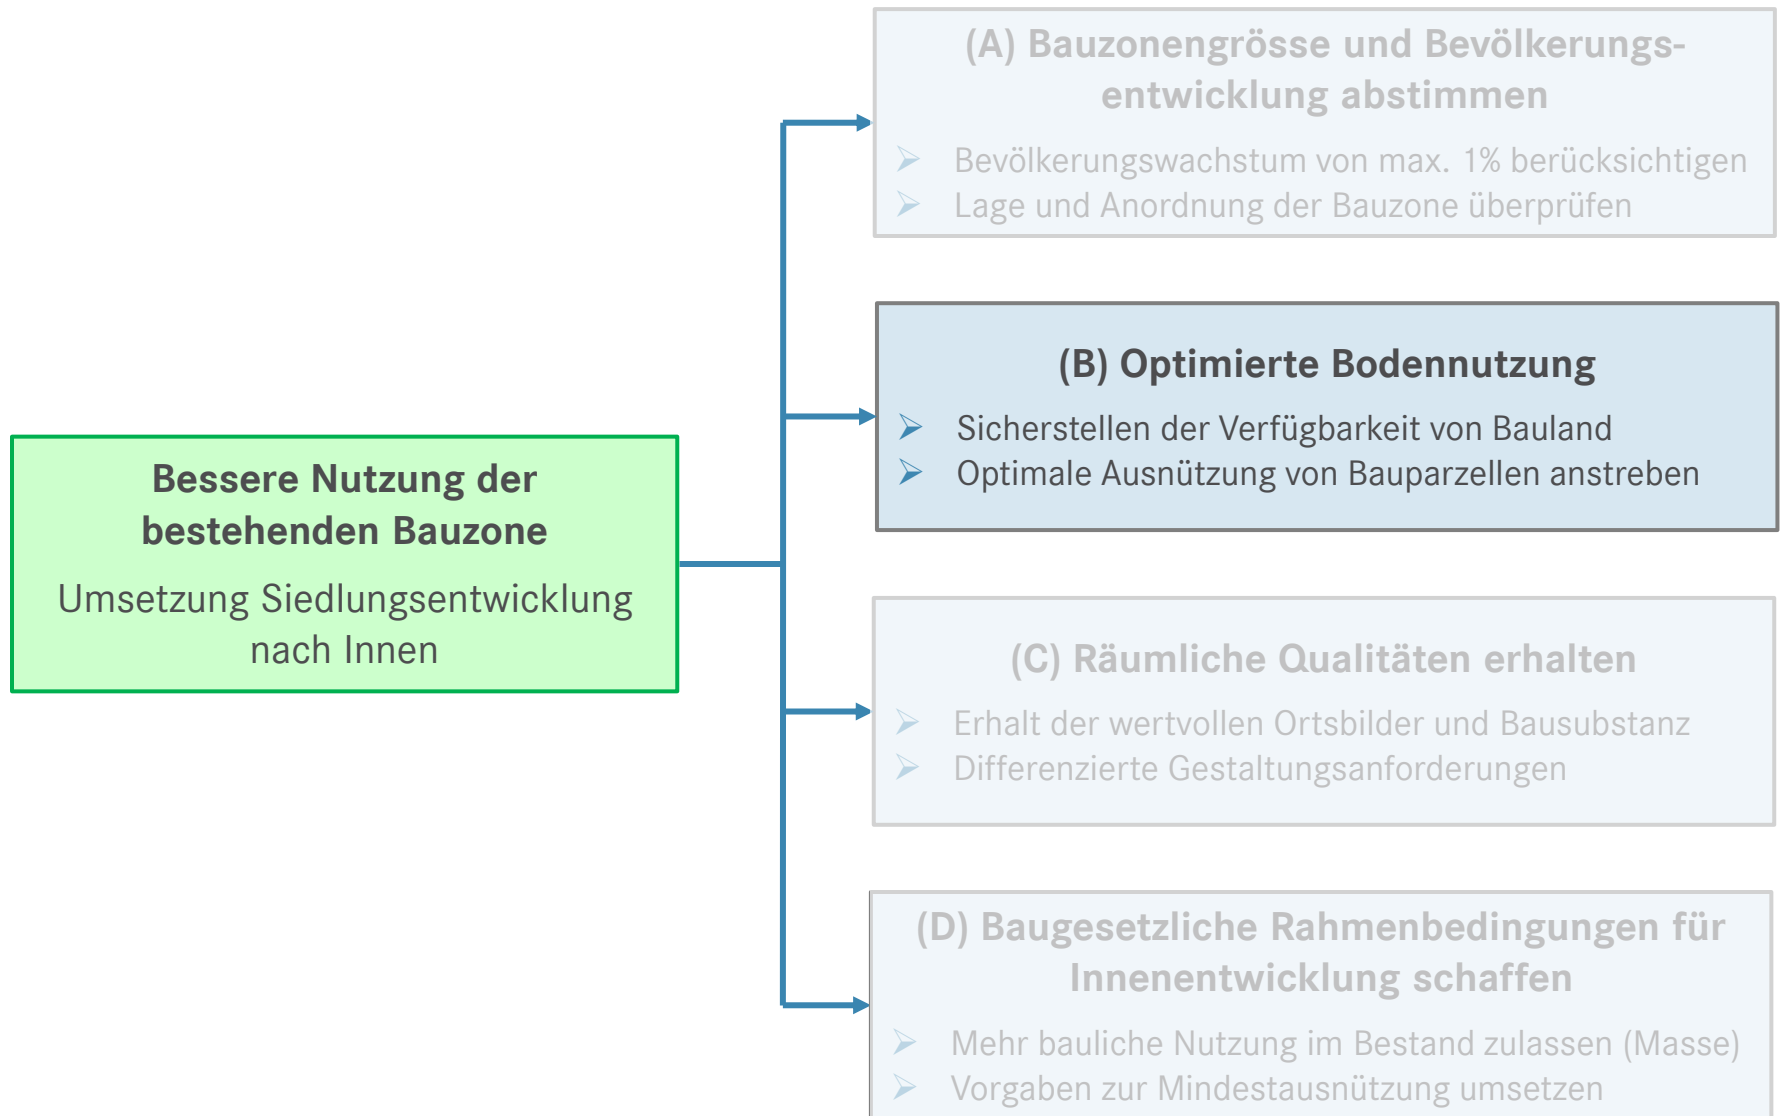 Bessere Nutzung der
bestehenden Bauzone
Umsetzung Siedlungsentwicklung
nach Innen
(A) Bauzonengrösse und Bevölkerungs-
entwicklung abstimmen
➢ Bevölkerungswachstum von max. 1% berücksichtigen
➢ Lage und Anordnung der Bauzone überprüfen
(B) Optimierte Bodennutzung
➢ Sicherstellen der Verfügbarkeit von Bauland
➢ Optimale Ausnützung von Bauparzellen anstreben
(C) Räumliche Qualitäten erhalten
➢ Erhalt der wertvollen Ortsbilder und Bausubstanz
➢ Differenzierte Gestaltungsanforderungen
(D) Baugesetzliche Rahmenbedingungen für
Innenentwicklung schaffen
➢ Mehr bauliche Nutzung im Bestand zulassen (Masse)
➢ Vorgaben zur Mindestausnützung umsetzen